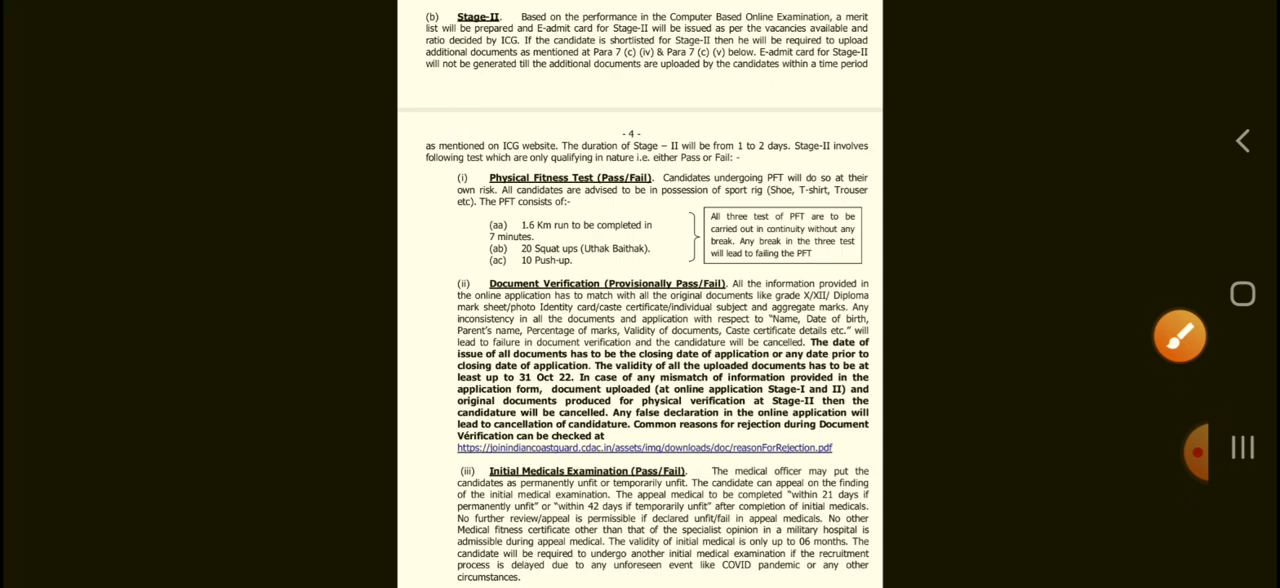 (b) Stage-II. Based on the performance in the Computer Based Online Examination, a merit
list will be prepared and E-admit card for Stage-II will be issued as per the vacancies available and
ratio decided by ICG. If the candidate is shortlisted for Stage-II then he will be required to upload
additional documents as mentioned at Para 7 (c) (iv) & Para 7 (c) (v) below. E-admit card for Stage-II
will not be generated till the additional documents are uploaded by the candidates within a time period
- 4 -
as mentioned on ICG website. The duration of Stage – II will be from 1 to 2 days. Stage-II involves
following test which are only qualifying in nature i.e. either Pass or Fail: -
(i) Physical Fitness Test (Pass/Fail). Candidates undergoing PFT will do so at their
own risk. All candidates are advised to be in possession of sport rig (Shoe, T-shirt, Trouser
etc). The PFT consists of:-
(aa) 1.6 Km run to be completed in
7 minutes.
(ab) 20 Squat ups (Uthak Baithak).
(ac) 10 Push-up.
All three test of PFT are to be
carried out in continuity without any
break. Any break in the three test
will lead to failing the PFT
(ii) Document Verification (Provisionally Pass/Fail). All the information provided in
the online application has to match with all the original documents like grade X/XII/ Diploma
mark sheet/photo Identity card/caste certificate/individual subject and aggregate marks. Any
inconsistency in all the documents and application with respect to “Name, Date of birth,
Parent’s name, Percentage of marks, Validity of documents, Caste certificate details etc.” will
lead to failure in document verification and the candidature will be cancelled. The date of
issue of all documents has to be the closing date of application or any date prior to
closing date of application. The validity of all the uploaded documents has to be at
least up to 31 Oct 22. In case of any mismatch of information provided in the
application form, document uploaded (at online application Stage-I and II) and
original documents produced for physical verification at Stage-II then the
candidature will be cancelled. Any false declaration in the online application will
lead to cancellation of candidature. Common reasons for rejection during Document
Vérification can be checked at
https://joinindiancoastguard.cdac.in/assets/img/downloads/doc/reasonForRejection.pdf
(iii) Initial Medicals Examination (Pass/Fail). The medical officer may put the
candidates as permanently unfit or temporarily unfit. The candidate can appeal on the finding
of the initial medical examination. The appeal medical to be completed “within 21 days if
permanently unfit” or “within 42 days if temporarily unfit” after completion of initial medicals.
No further review/appeal is permissible if declared unfit/fail in appeal medicals. No other
Medical fitness certificate other than that of the specialist opinion in a military hospital is
admissible during appeal medical. The validity of initial medical is only up to 06 months. The
candidate will be required to undergo another initial medical examination if the recruitment
process is delayed due to any unforeseen event like COVID pandemic or any other
circumstances.